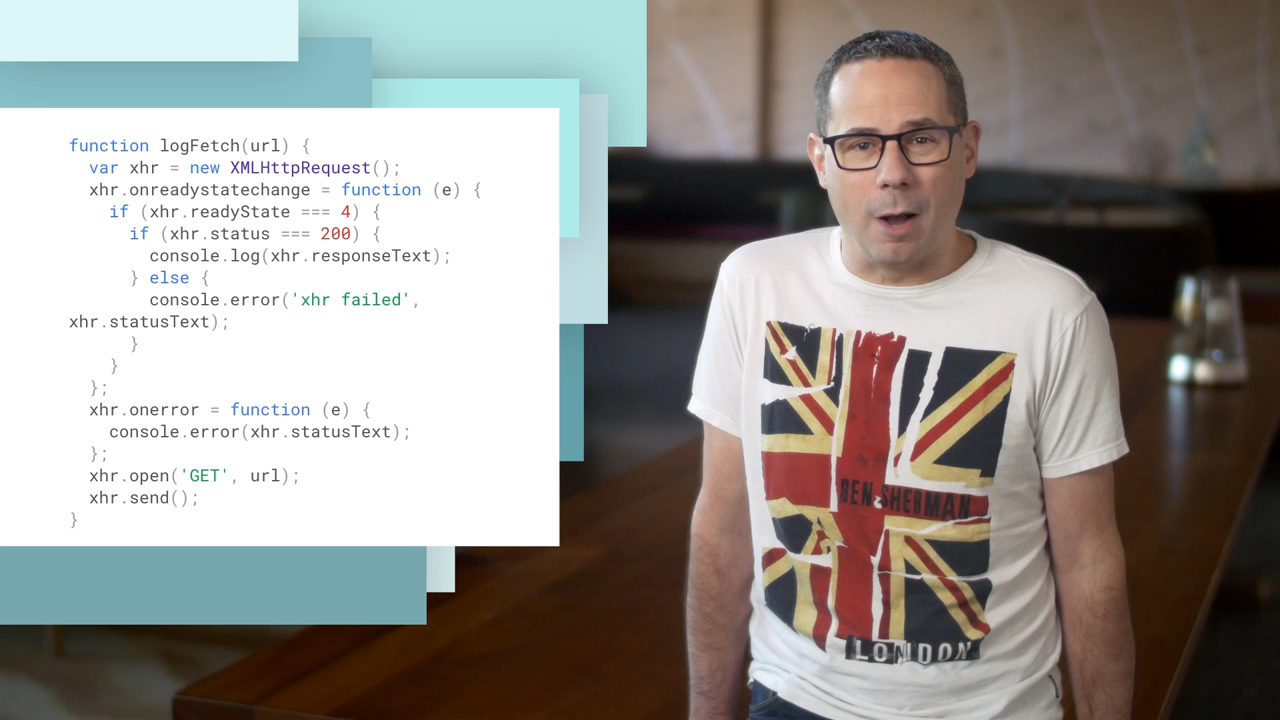 function logFetch(url) {
  var xhr = new XMLHttpRequest();
  xhr.onreadystatechange = function (e) {
    if (xhr.readyState === 4) {
      if (xhr.status === 200) {
        console.log(xhr.responseText);
      } else {
        console.error('xhr failed',
xhr.statusText);
      }
    }
  };
  xhr.onerror = function (e) {
    console.error(xhr.statusText);
  };
  xhr.open('GET', url);
  xhr.send();
}
BEN SHERMAN
LONDON